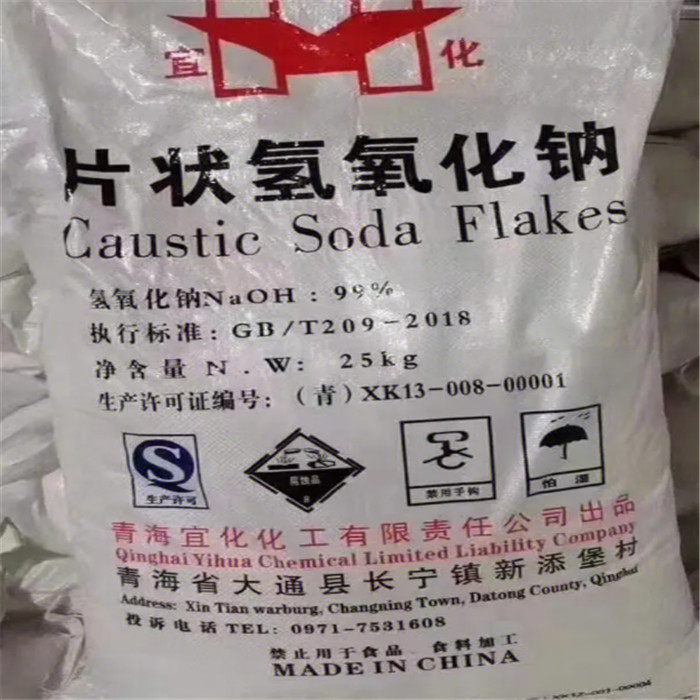 宜 化
片状氢氧化钠
Caustic Soda Flakes
氢氧化钠NaOH：99%
执行标准：GB/T209-2018
净含量 N.W: 25kg
生产许可证编号：（青）XK13-008-00001
QS
生产许可
腐蚀品
8
禁用手钩
怕湿
青海宜化化工有限责任公司出品
Qinghai Yihua Chemical Limited Liability Company
青海省大通县长宁镇新添堡村
Address: Xin Tian warburg, Changning Town, Datong County, Qinghai
投诉电话 TEL: 0971-7531608
禁止用于食品、食料加工
MADE IN CHINA